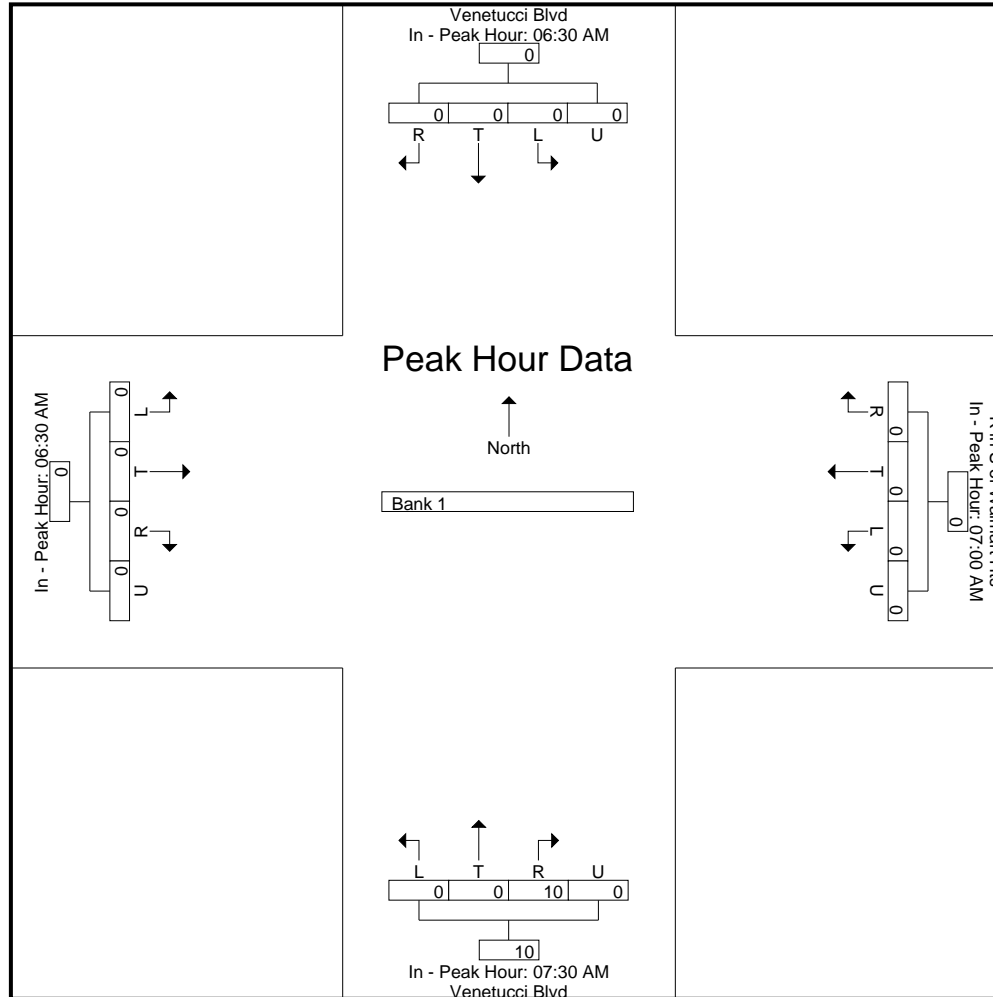 Venetucci Blvd
In - Peak Hour: 06:30 AM
0
0 0 0 0
R T L U
Peak Hour Data
North
Bank 1
In - Peak Hour: 06:30 AM
0
0 0 0 0
L T R U
R T L U
0 0 0 0
0
In - Peak Hour: 07:00 AM
L T R U
0 0 10 0
10
In - Peak Hour: 07:30 AM
Venetucci Blvd